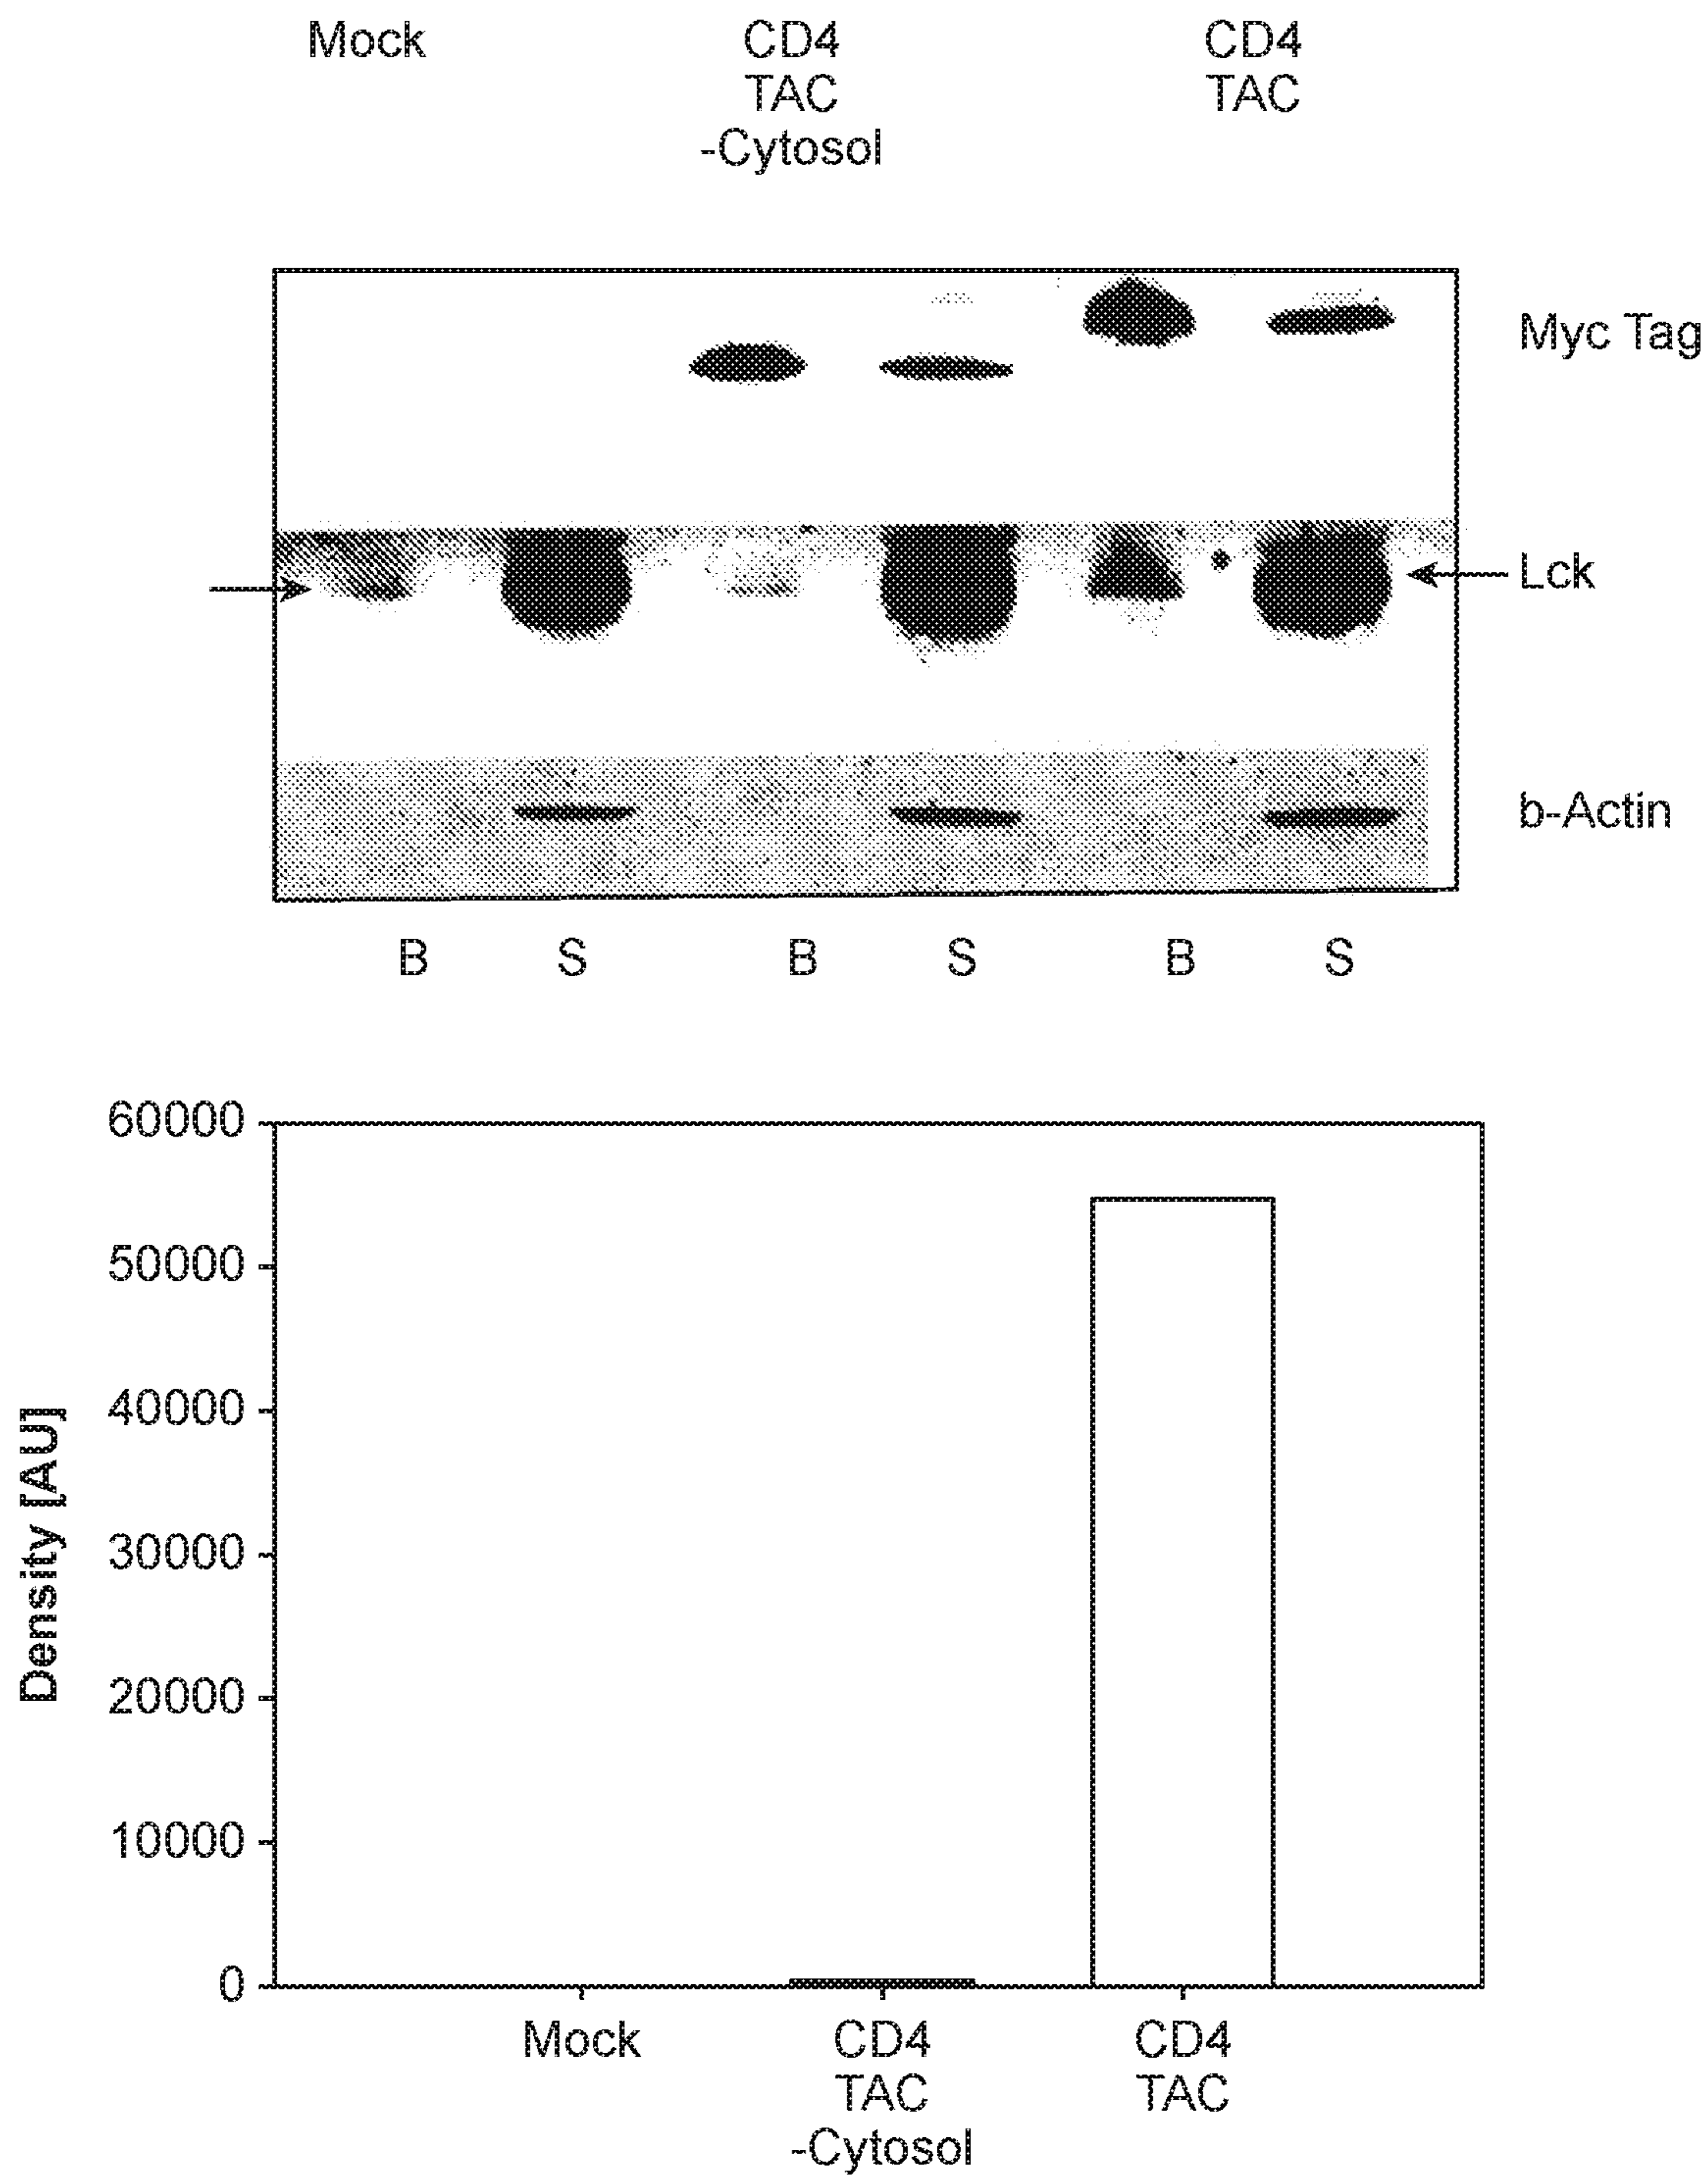 Mock
CD4
TAC
-Cytosol
CD4
TAC
Myc Tag
Lck
b-Actin
B S B S B S
60000
50000
40000
30000
20000
10000
0
Density [AU]
Mock
CD4
TAC
-Cytosol
CD4
TAC